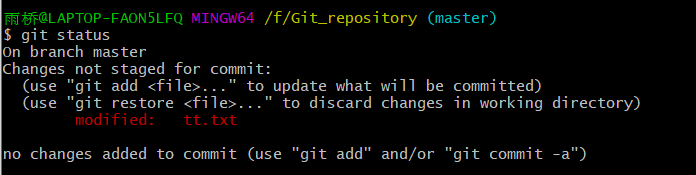 雨桥@LAPTOP-FAON5LFQ MINGW64 /f/Git_repository (master)
$ git status
On branch master
Changes not staged for commit:
  (use "git add <file>..." to update what will be committed)
  (use "git restore <file>..." to discard changes in working directory)
        modified:   tt.txt

no changes added to commit (use "git add" and/or "git commit -a")